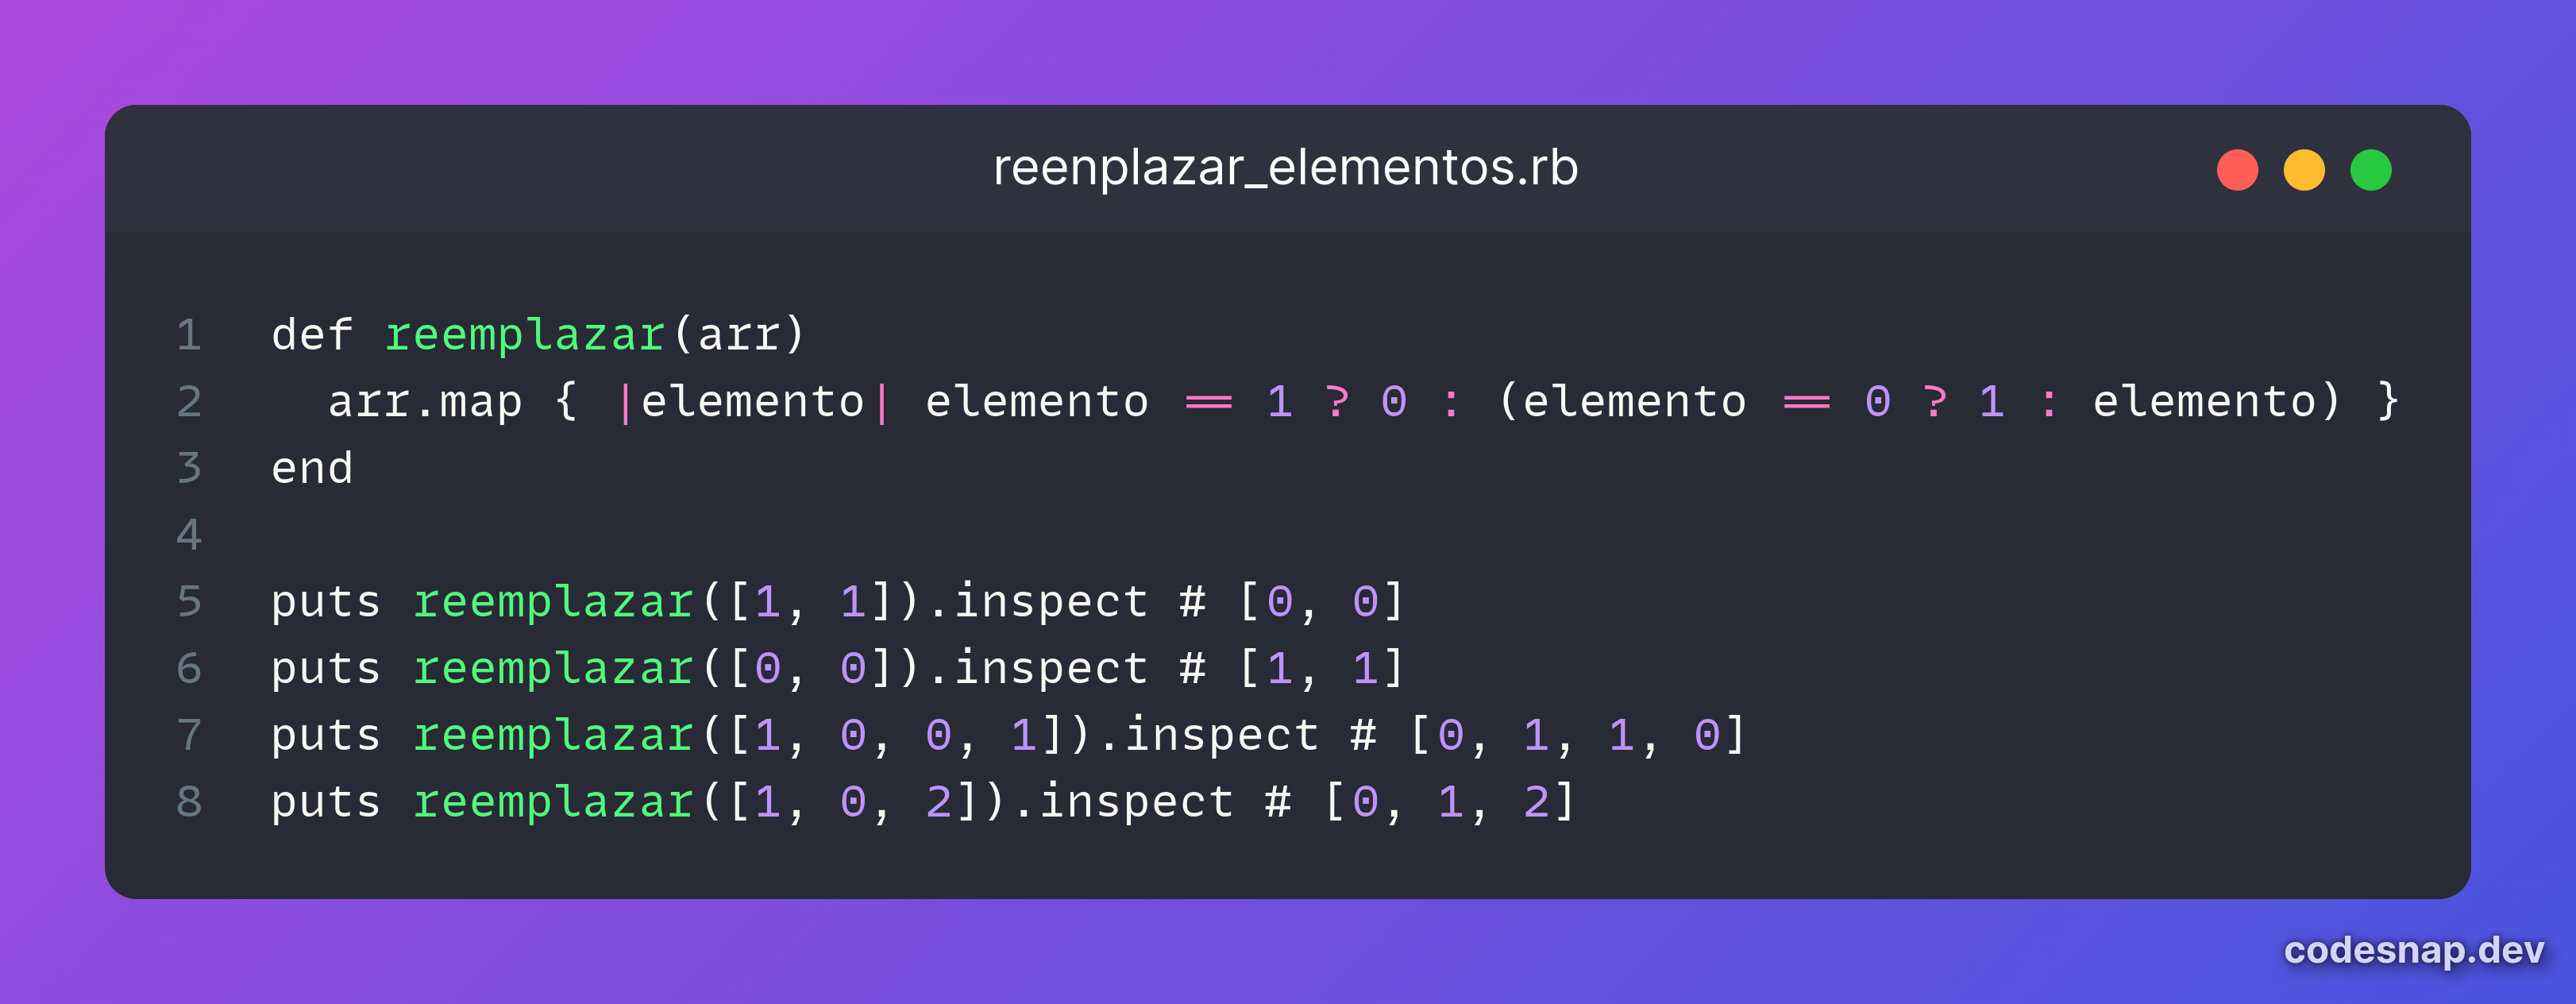 reenplazar_elementos.rb
1 def reemplazar(arr)
2   arr.map { |elemento| elemento == 1 ? 0 : (elemento == 0 ? 1 : elemento) }
3 end
4
5 puts reemplazar([1, 1]).inspect # [0, 0]
6 puts reemplazar([0, 0]).inspect # [1, 1]
7 puts reemplazar([1, 0, 0, 1]).inspect # [0, 1, 1, 0]
8 puts reemplazar([1, 0, 2]).inspect # [0, 1, 2]
codesnap.dev